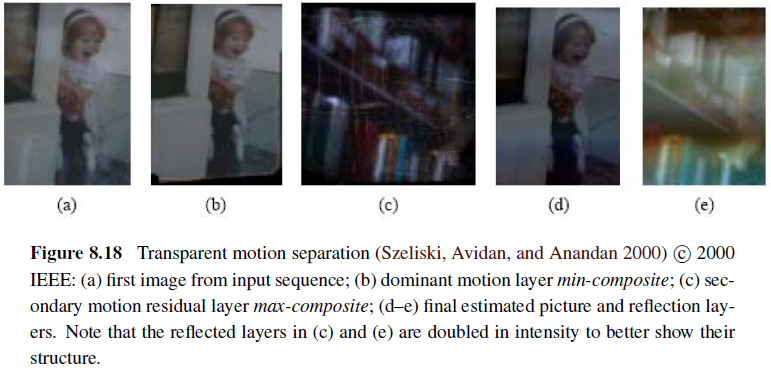 (a) (b) (c) (d) (e)
Figure 8.18 Transparent motion separation (Szeliski, Avidan, and Anandan 2000) © 2000
IEEE: (a) first image from input sequence; (b) dominant motion layer min-composite; (c) sec-
ondary motion residual layer max-composite; (d–e) final estimated picture and reflection lay-
ers. Note that the reflected layers in (c) and (e) are doubled in intensity to better show their
structure.